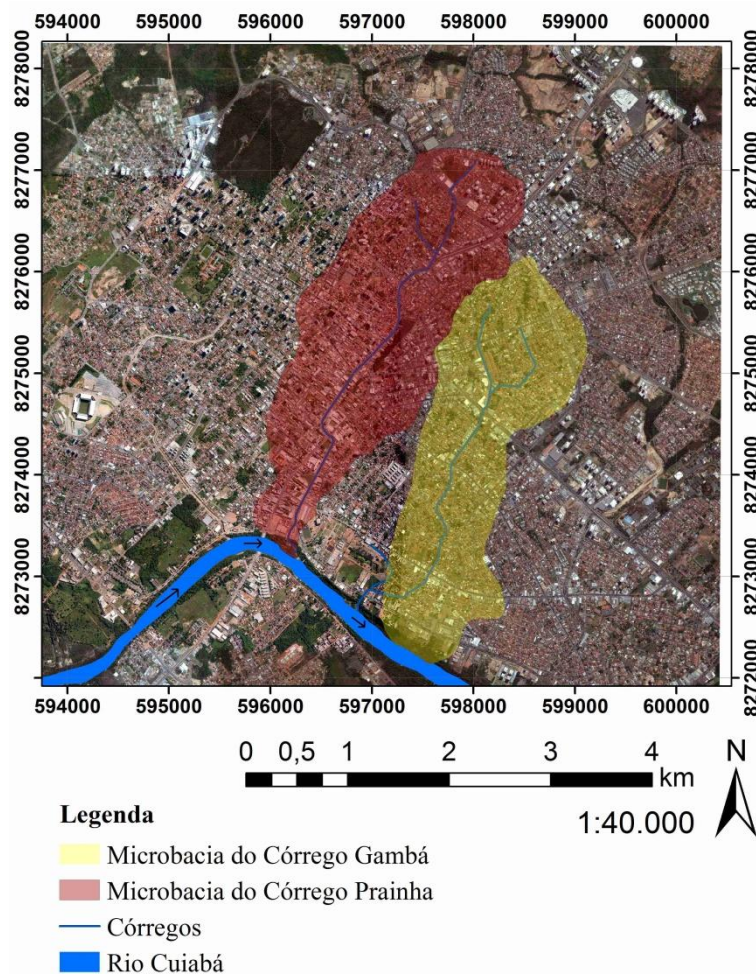 594000 595000 596000 597000 598000 599000 600000
8278000 8278000
8277000 8277000
8276000 8276000
8275000 8275000
8274000 8274000
8273000 8273000
8272000 8272000
594000 595000 596000 597000 598000 599000 600000
0 0,5 1 2 3 4 km
N
1:40.000
Legenda
Microbacia do Córrego Gambá
Microbacia do Córrego Prainha
Córregos
Rio Cuiabá